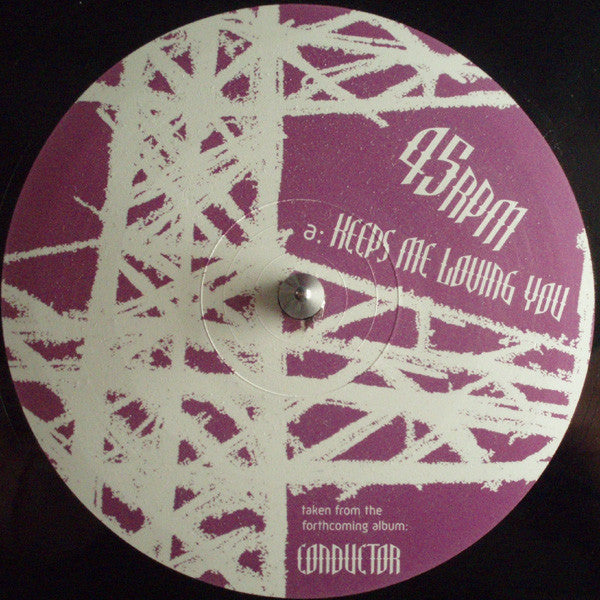 45RPM
a: KEEPS ME LOVING YOU
taken from the
forthcoming album:
CONDUCTOR